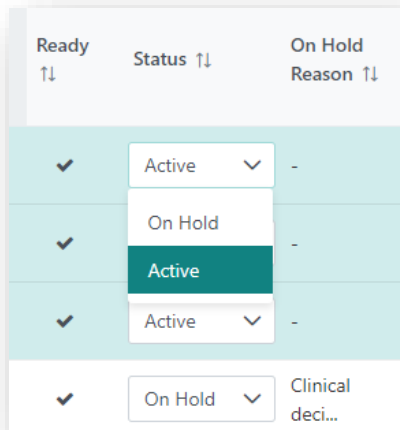 Ready
Status
On Hold
Reason
Active
-
On Hold
-
Active
Active
-
On Hold
Clinical
deci...